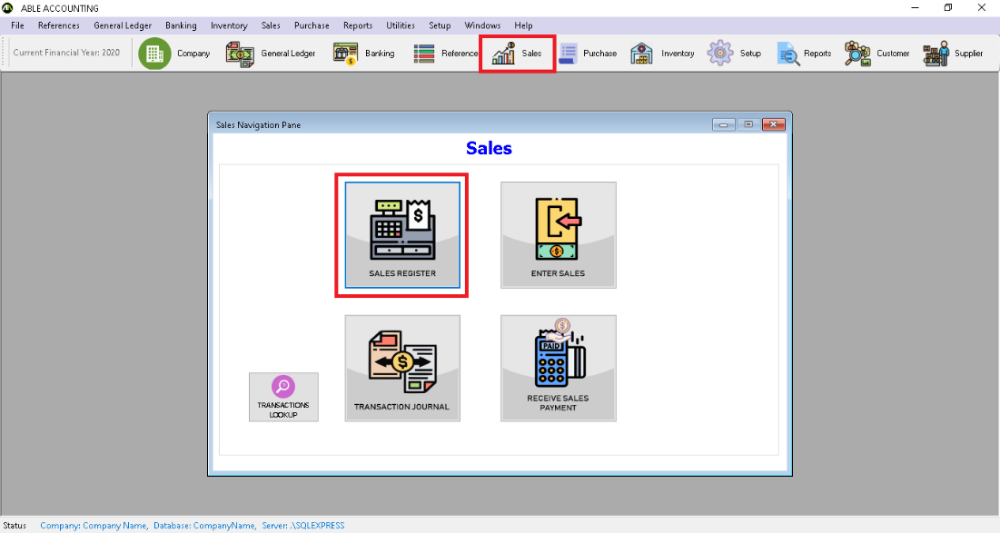 ABLE ACCOUNTING
File References General Ledger Banking Inventory Sales Purchase Reports Utilities Setup Windows Help
Current Financial Year: 2020 Company General Ledger Banking Reference Sales Purchase Inventory Setup Reports Customer Supplier
Sales Navigation Pane
Sales
$
SALES REGISTER
$
ENTER SALES
$
TRANSACTION JOURNAL
$
PAID
RECEIVE SALES
PAYMENT
TRANSACTIONS
LOOKUP
Status Company: Company Name, Database: CompanyName, Server: .\SQLEXPRESS